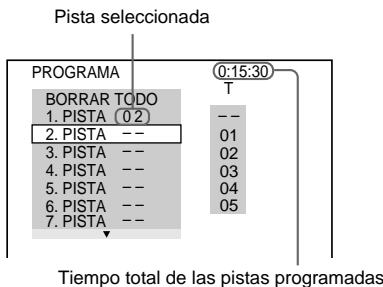 Pista seleccionada
PROGRAMA 0:15:30
T
BORRAR TODO
1. PISTA 02 – –
2. PISTA – – 01
3. PISTA – – 02
4. PISTA – – 03
5. PISTA – – 04
6. PISTA – – 05
7. PISTA – –
Tiempo total de las pistas programadas